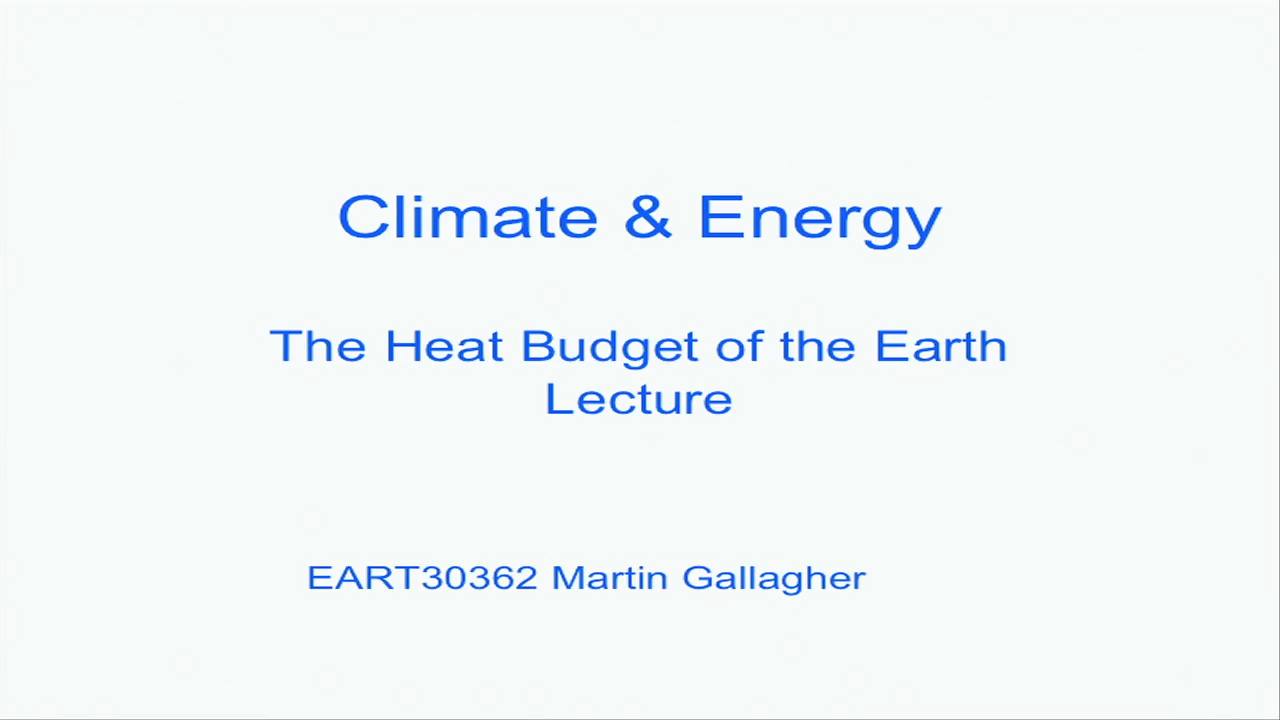 Climate & Energy
The Heat Budget of the Earth
Lecture
EART30362 Martin Gallagher